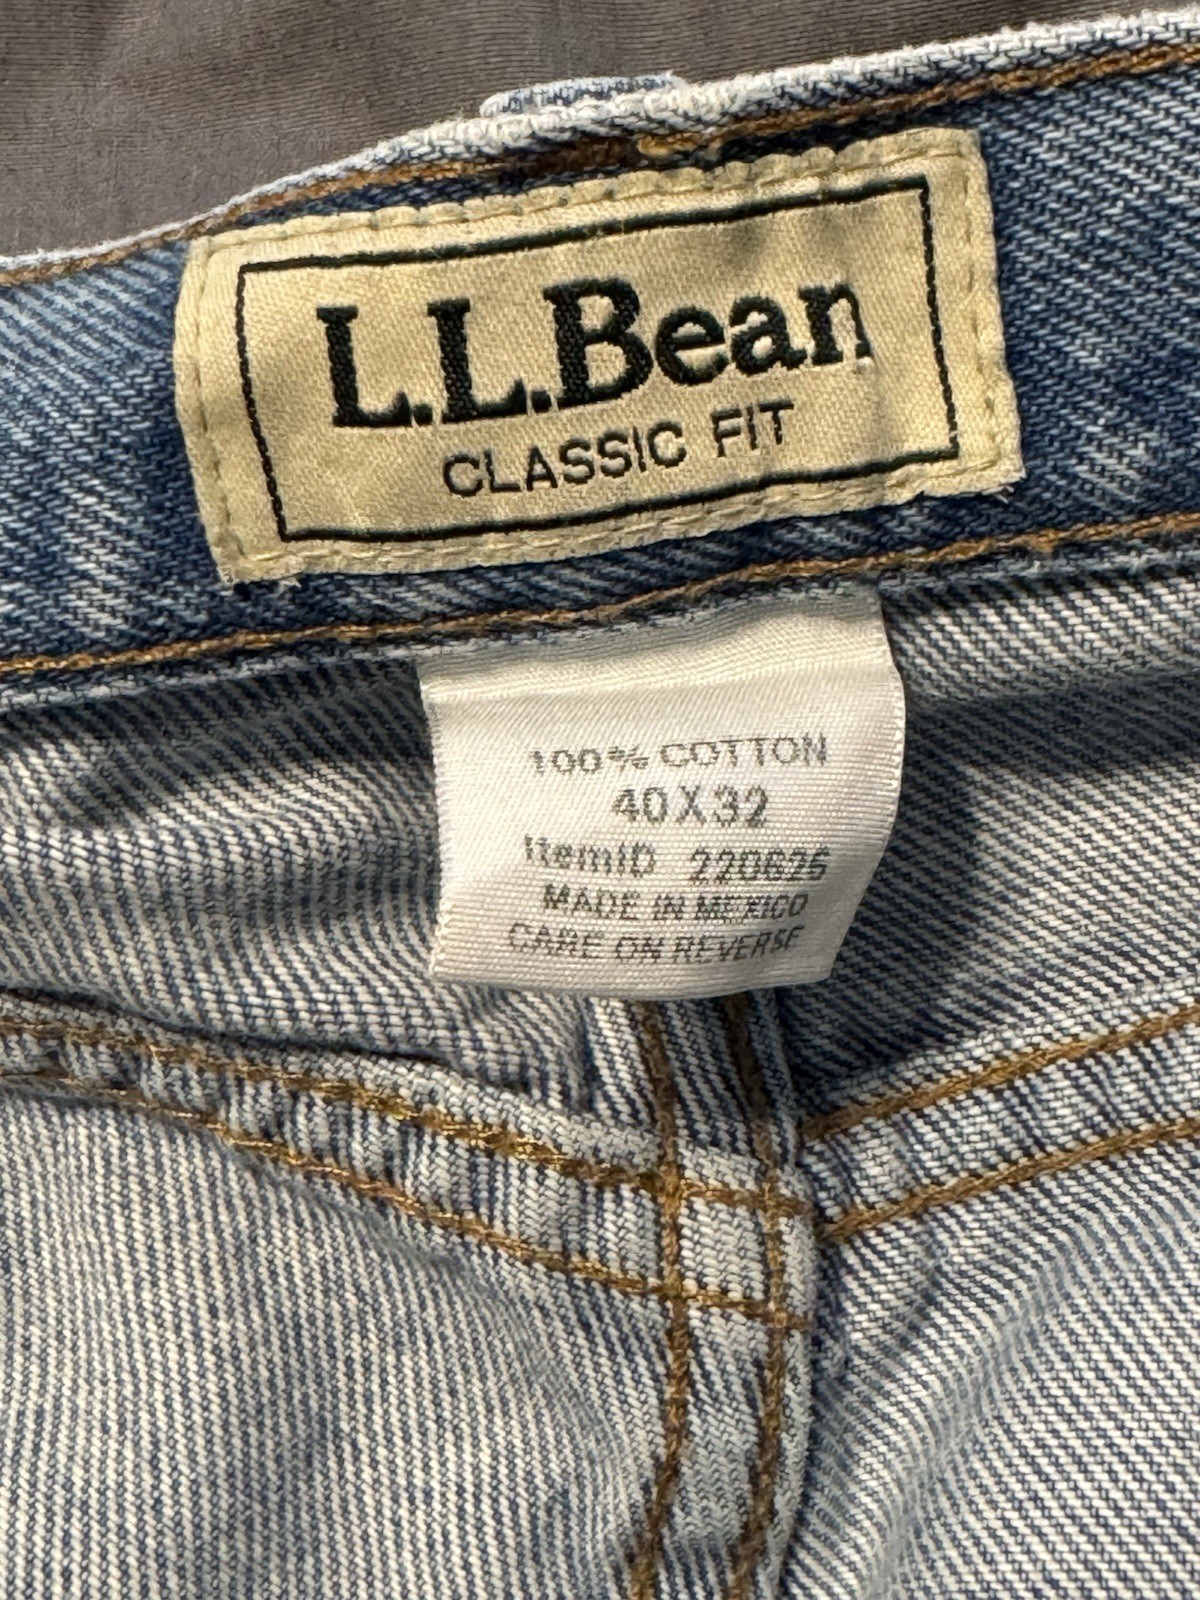 L.L.Bean
CLASSIC FIT
100% COTTON
40X32
ItemID 220625
MADE IN MEXICO
CARE ON REVERSE